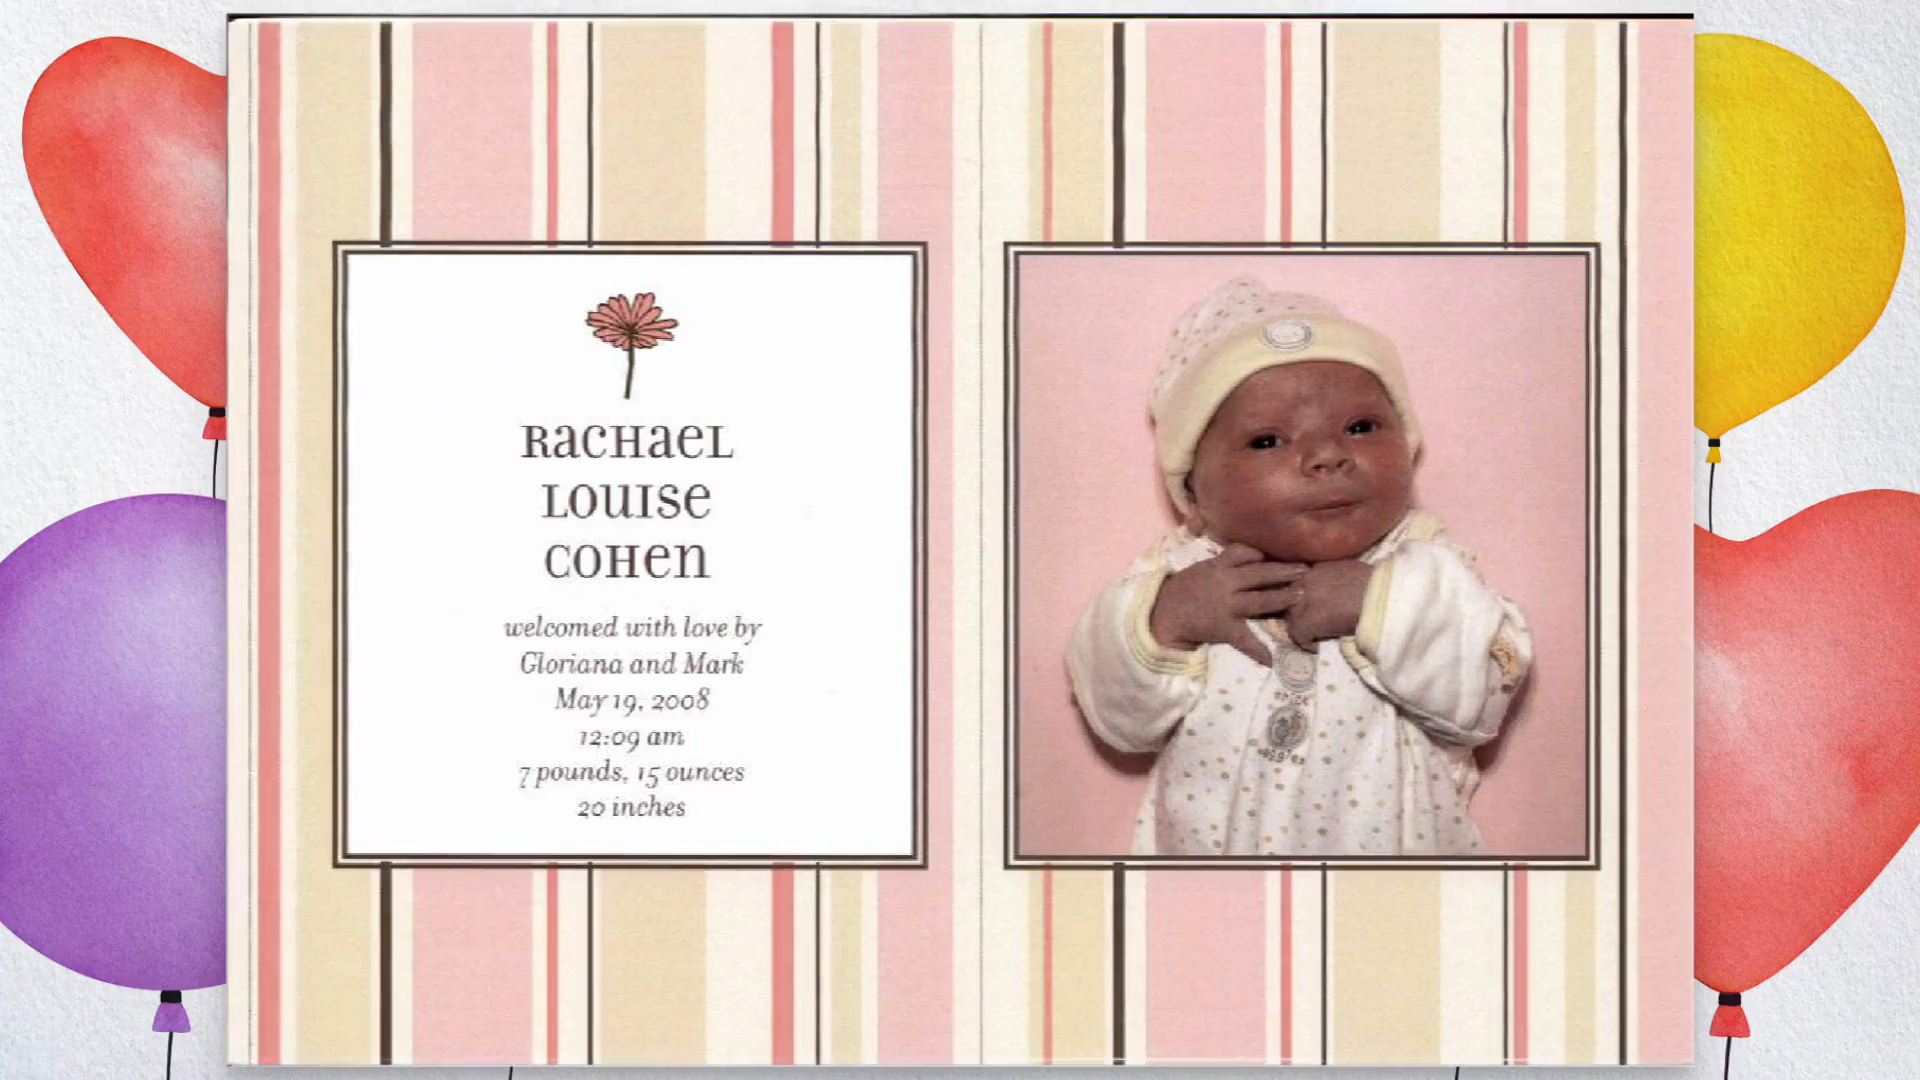 Rachael
Louise
Cohen
welcomed with love by
Gloriana and Mark
May 19, 2008
12:09 am
7 pounds, 15 ounces
20 inches